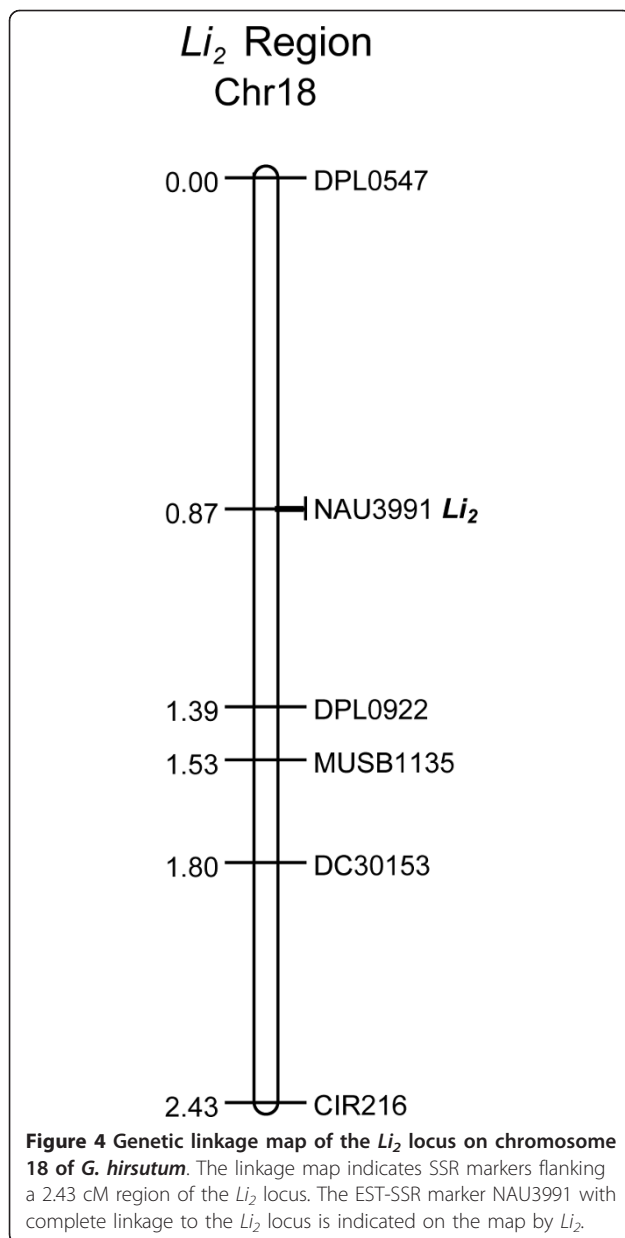 Li₂ Region
Chr18
0.00 DPL0547
0.87 NAU3991 Li₂
1.39 DPL0922
1.53 MUSB1135
1.80 DC30153
2.43 CIR216
Figure 4 Genetic linkage map of the Li₂ locus on chromosome
18 of G. hirsutum. The linkage map indicates SSR markers flanking
a 2.43 cM region of the Li₂ locus. The EST-SSR marker NAU3991 with
complete linkage to the Li₂ locus is indicated on the map by Li₂.